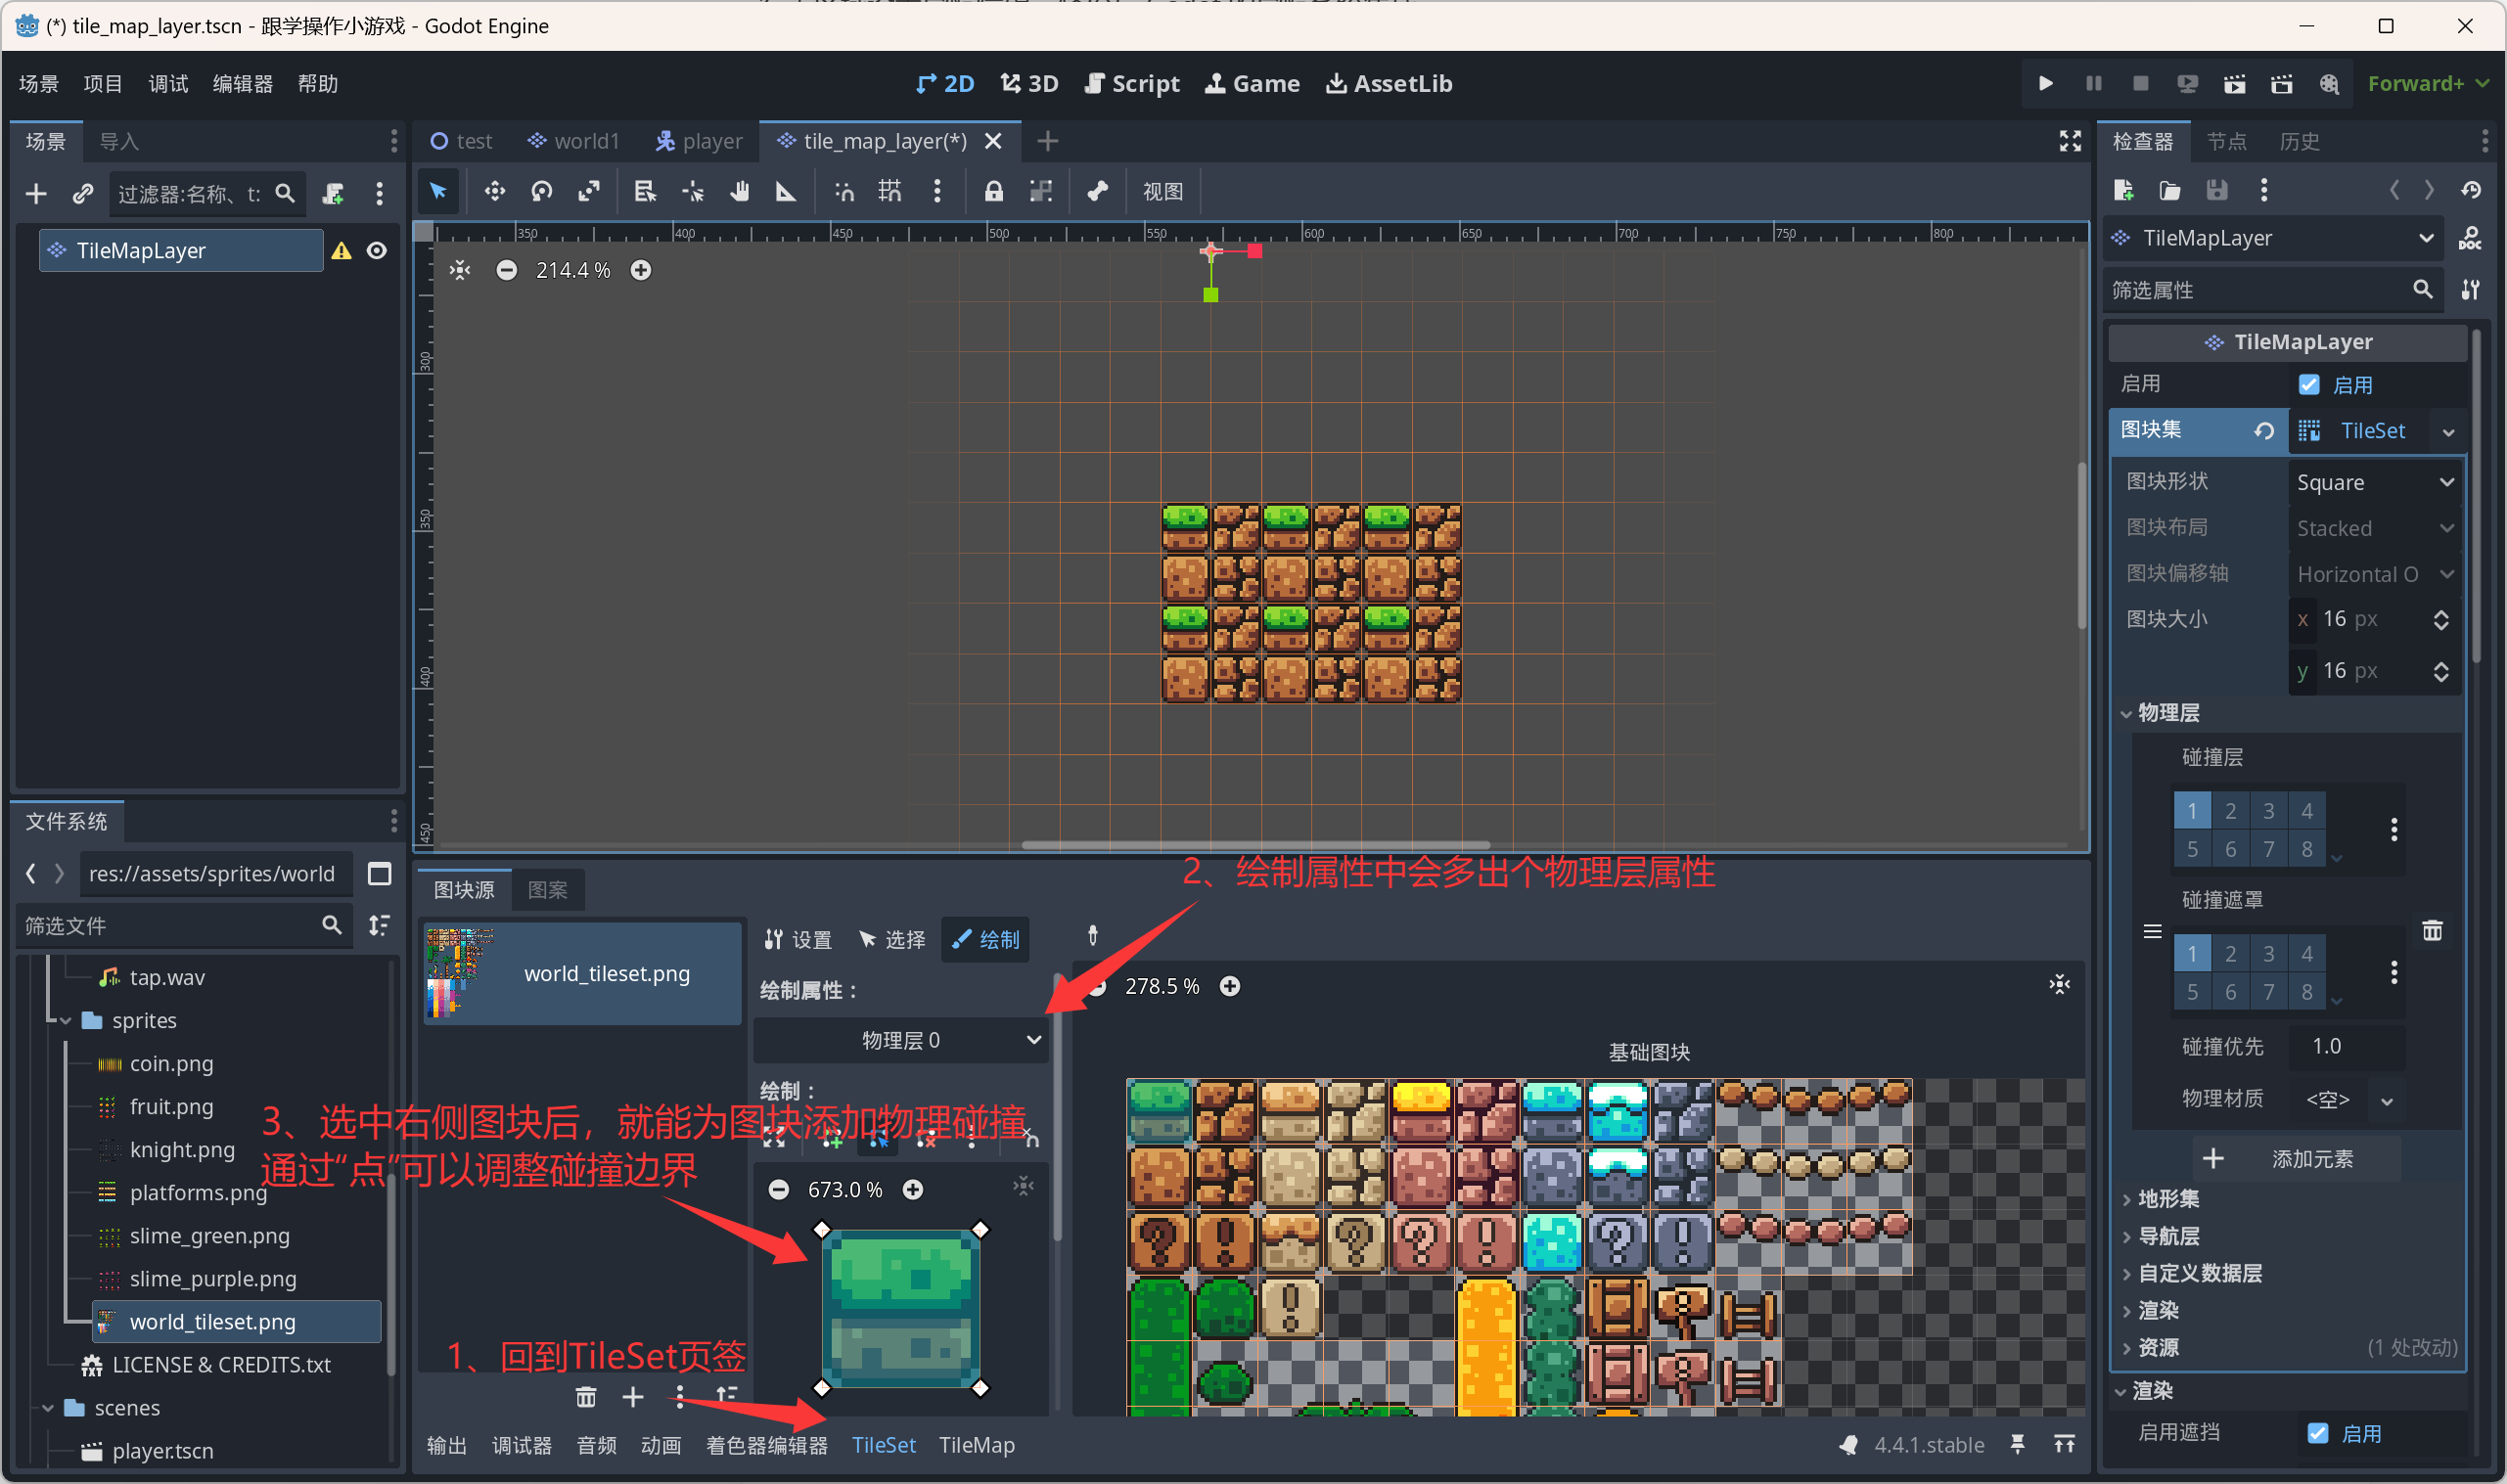 (*) tile_map_layer.tscn - 跟学操作小游戏 - Godot Engine
场景 项目 调试 编辑器 帮助
2D 3D Script Game AssetLib
Forward+
场景 导入
过滤器:名称、t:
TileMapLayer
test world1 player tile_map_layer(*)
视图
350 400 450 500 550 600 650 700 750 800
214.4 %
300
350
400
450
文件系统
res://assets/sprites/world
筛选文件
tap.wav
sprites
coin.png
fruit.png
knight.png
platforms.png
slime_green.png
slime_purple.png
world_tileset.png
LICENSE & CREDITS.txt
scenes
player.tscn
图块源 图案
world_tileset.png
设置 选择 绘制
绘制属性：
物理层 0
绘制：
673.0 %
278.5 %
基础图块
1、回到TileSet页签
2、绘制属性中会多出个物理层属性
3、选中右侧图块后，就能为图块添加物理碰撞
通过“点”可以调整碰撞边界
输出 调试器 音频 动画 着色器编辑器 TileSet TileMap
4.4.1.stable
检查器 节点 历史
TileMapLayer
筛选属性
TileMapLayer
启用 启用
图块集 TileSet
图块形状 Square
图块布局 Stacked
图块偏移轴 Horizontal O
图块大小 x 16 px
y 16 px
物理层
碰撞层
1 2 3 4
5 6 7 8
碰撞遮罩
1 2 3 4
5 6 7 8
碰撞优先 1.0
物理材质 <空>
添加元素
地形集
导航层
自定义数据层
渲染
资源 (1 处改动)
渲染
启用遮挡 启用